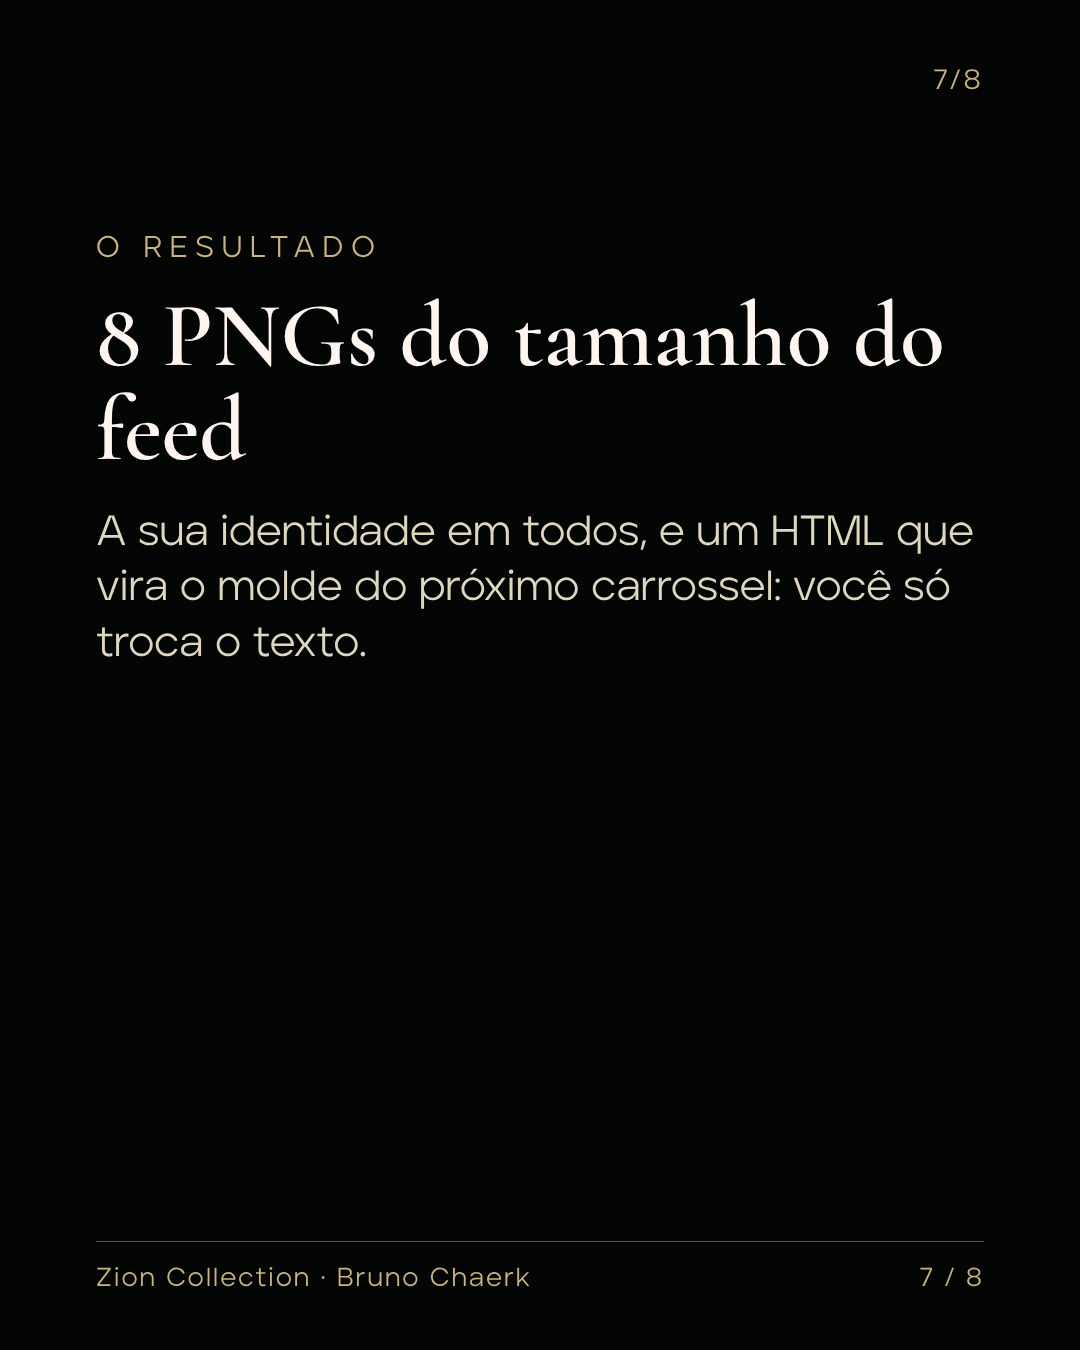 7/8
O RESULTADO
8 PNGs do tamanho do
feed
A sua identidade em todos, e um HTML que
vira o molde do próximo carrossel: você só
troca o texto.
Zion Collection · Bruno Chaerk
7 / 8